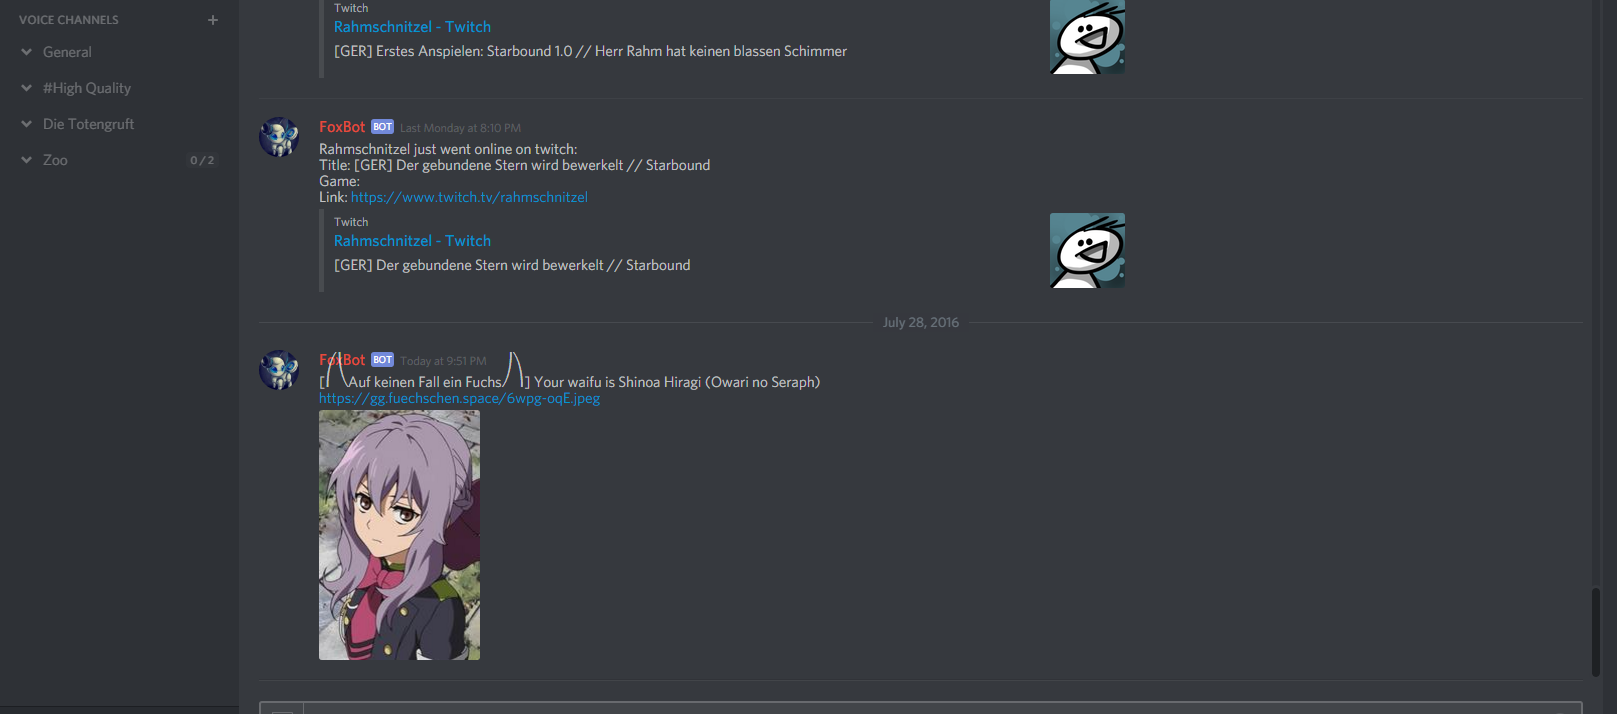 VOICE CHANNELS +
General
#High Quality
Die Totengruft
Zoo 0/2
Twitch
Rahmschnitzel - Twitch
[GER] Erstes Anspielen: Starbound 1.0 // Herr Rahm hat keinen blassen Schimmer
FoxBot BOT Last Monday at 8:10 PM
Rahmschnitzel just went online on twitch:
Title: [GER] Der gebundene Stern wird bewerkelt // Starbound
Game:
Link: https://www.twitch.tv/rahmschnitzel
Twitch
Rahmschnitzel - Twitch
[GER] Der gebundene Stern wird bewerkelt // Starbound
July 28, 2016
FoxBot BOT Today at 9:51 PM
[/⎝Auf keinen Fall ein Fuchs⎠\] Your waifu is Shinoa Hiragi (Owari no Seraph)
https://gg.fuechschen.space/6wpg-oqE.jpeg